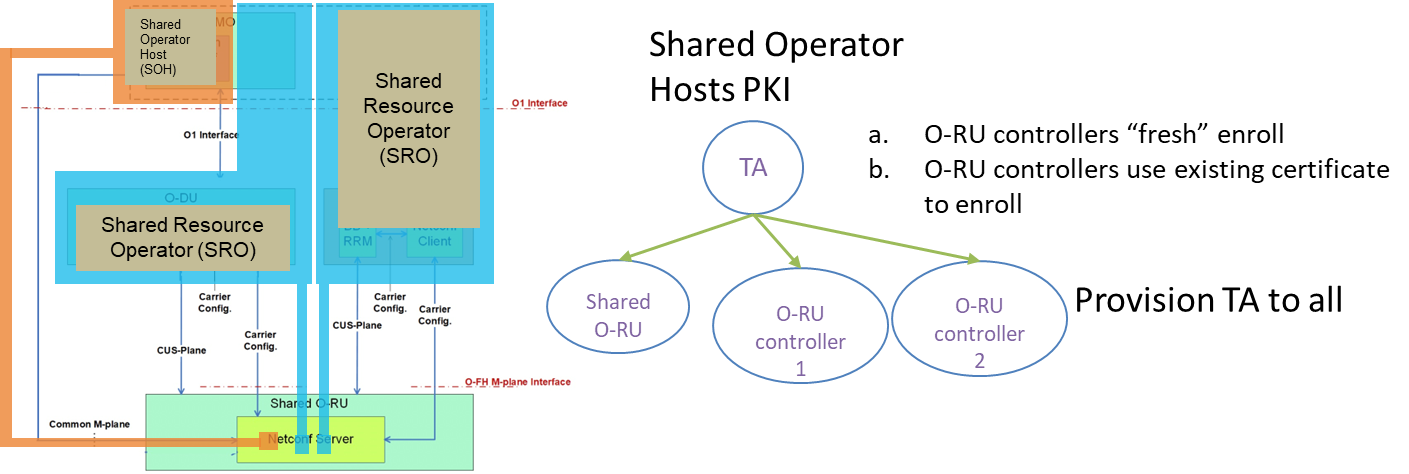 Shared
Operator
Host
(SOH)
MO
O1 Interface
O1 Interface
Shared
Resource
Operator
(SRO)
O-DU
Shared Resource
Operator (SRO)
RRM
Client
Carrier
Config.
Carrier
Config.
Carrier
Config.
Carrier
Config.
CUS-Plane
CUS-Plane
O-FH M-plane Interface
Shared O-RU
Common M-plane
Netconf Server
Shared Operator
Hosts PKI
TA
a. O-RU controllers “fresh” enroll
b. O-RU controllers use existing certificate
to enroll
Shared
O-RU
O-RU
controller
1
O-RU
controller
2
Provision TA to all